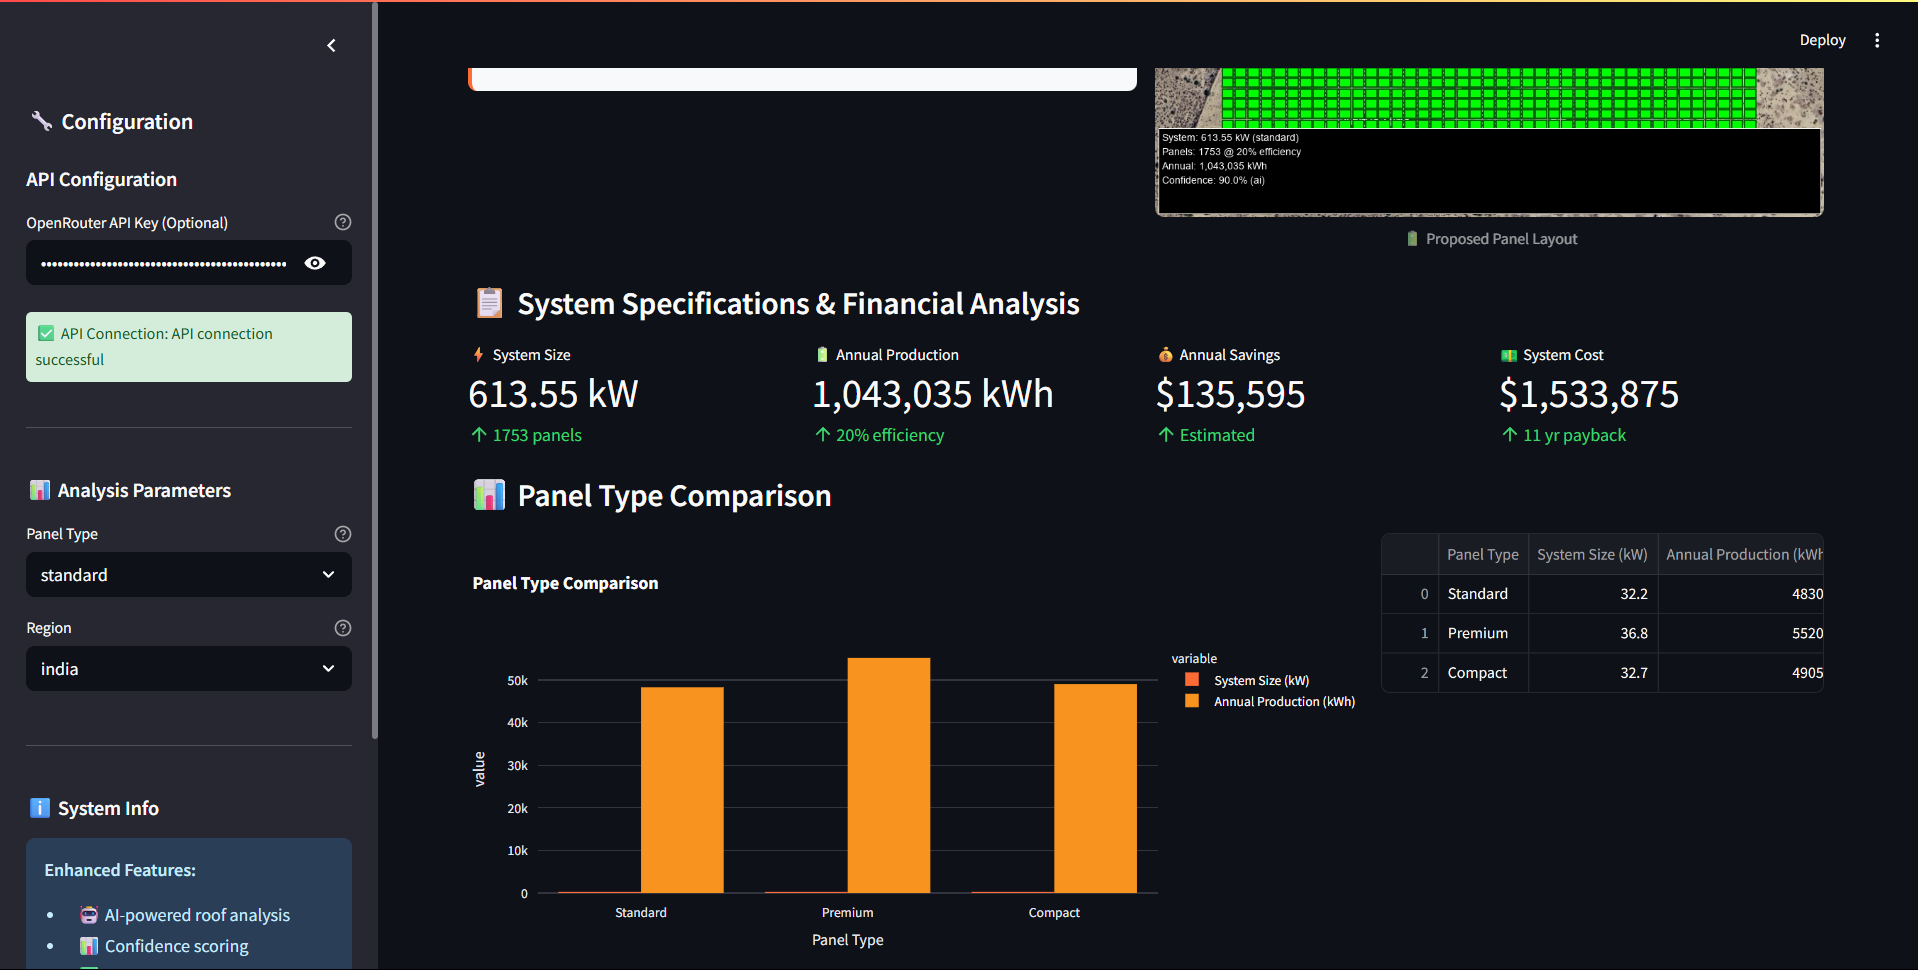 Deploy
🔧 Configuration
API Configuration
OpenRouter API Key (Optional)
✅ API Connection: API connection
successful
📊 Analysis Parameters
Panel Type
standard
Region
india
ℹ️ System Info
Enhanced Features:
• 🤖 AI-powered roof analysis
• 📊 Confidence scoring
System: 613.55 kW (standard)
Panels: 1753 @ 20% efficiency
Annual: 1,043,035 kWh
Confidence: 90.0% (ai)
🔋 Proposed Panel Layout
📋 System Specifications & Financial Analysis
⚡ System Size
613.55 kW
↑ 1753 panels
🔋 Annual Production
1,043,035 kWh
↑ 20% efficiency
💰 Annual Savings
$135,595
↑ Estimated
💵 System Cost
$1,533,875
↑ 11 yr payback
📊 Panel Type Comparison
Panel Type Comparison
value
50k
40k
30k
20k
10k
0
Standard
Premium
Compact
Panel Type
variable
System Size (kW)
Annual Production (kWh)
Panel Type System Size (kW) Annual Production (kWh
0 Standard 32.2 4830
1 Premium 36.8 5520
2 Compact 32.7 4905